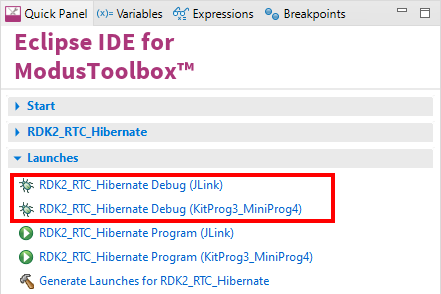 Quick Panel (x)= Variables Expressions Breakpoints
Eclipse IDE for
ModusToolbox™
Start
RDK2_RTC_Hibernate
Launches
RDK2_RTC_Hibernate Debug (JLink)
RDK2_RTC_Hibernate Debug (KitProg3_MiniProg4)
RDK2_RTC_Hibernate Program (JLink)
RDK2_RTC_Hibernate Program (KitProg3_MiniProg4)
Generate Launches for RDK2_RTC_Hibernate